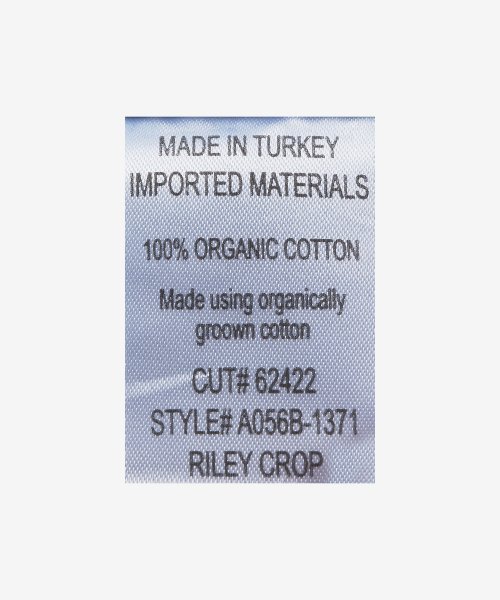 MADE IN TURKEY
IMPORTED MATERIALS
100% ORGANIC COTTON
Made using organically
groown cotton
CUT# 62422
STYLE# A056B-1371
RILEY CROP